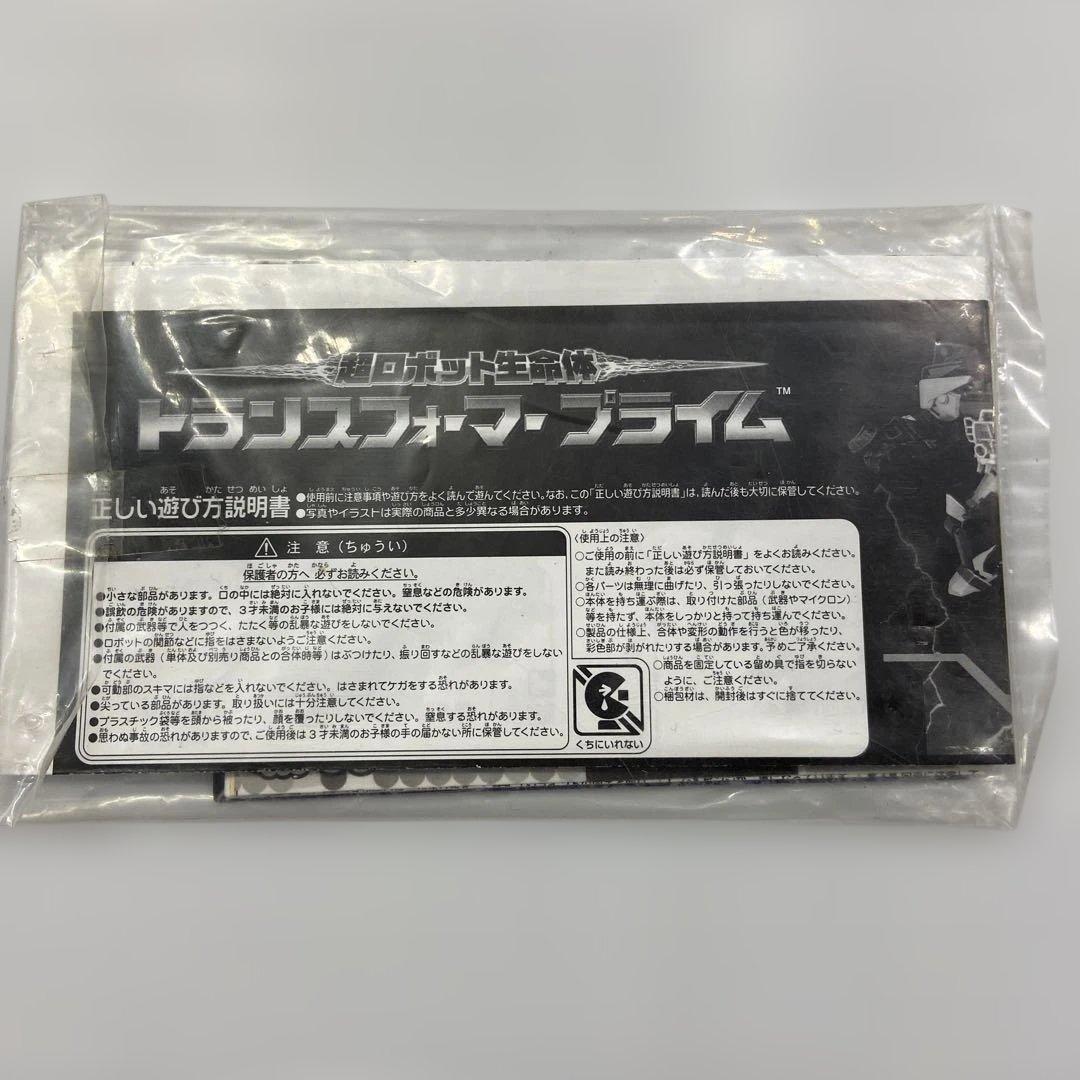 超ロボット生命体
トランスフォーマー プライム™
正しい遊び方説明書
●使用前に注意事項や遊び方をよく読んで遊んでください。なお、この「正しい遊び方説明書」は、読んだ後も大切に保管してください。
●写真やイラストは実際の商品と多少異なる場合があります。
注 意(ちゅうい)
保護者の方へ 必ずお読みください。
●小さな部品があります。口の中には絶対に入れないでください。窒息などの危険があります。
●誤飲の危険がありますので、3才未満のお子様には絶対に与えないでください。
●付属の武器等で人をつつく、たたく等の乱暴な遊びをしないでください。
●ロボットの関節などに指をはさまないようご注意ください。
●付属の武器(単体及び別売り商品との合体時等)はぶつけたり、振り回すなどの乱暴な遊びをしない
でください。
●可動部のスキマには指などを入れないでください。はさまれてケガをする恐れがあります。
●尖っている部品があります。取り扱いには十分注意してください。
●プラスチック袋等を頭から被ったり、顔を覆ったりしないでください。窒息する恐れがあります。
●思わぬ事故の恐れがありますので、ご使用後は3才未満のお子様の手の届かない所に保管してください。
〈使用上の注意〉
○ご使用の前に「正しい遊び方説明書」をよくお読みください。
また読み終わった後は必ず保管しておいてください。
○各パーツは無理に曲げたり、引っ張ったりしないでください。
○本体を持ち運ぶ際は、取り付けた部品(武器やマイクロン)
等を持たず、本体をしっかりと持って持ち運んでください。
○製品の仕様上、合体や変形の動作を行うと色が移ったり、
彩色部が剥がれたりする場合があります。予めご了承ください。
○商品を固定している留め具で指を切らない
ように、ご注意ください。
○梱包材は、開封後はすぐに捨ててください。
くちにいれない